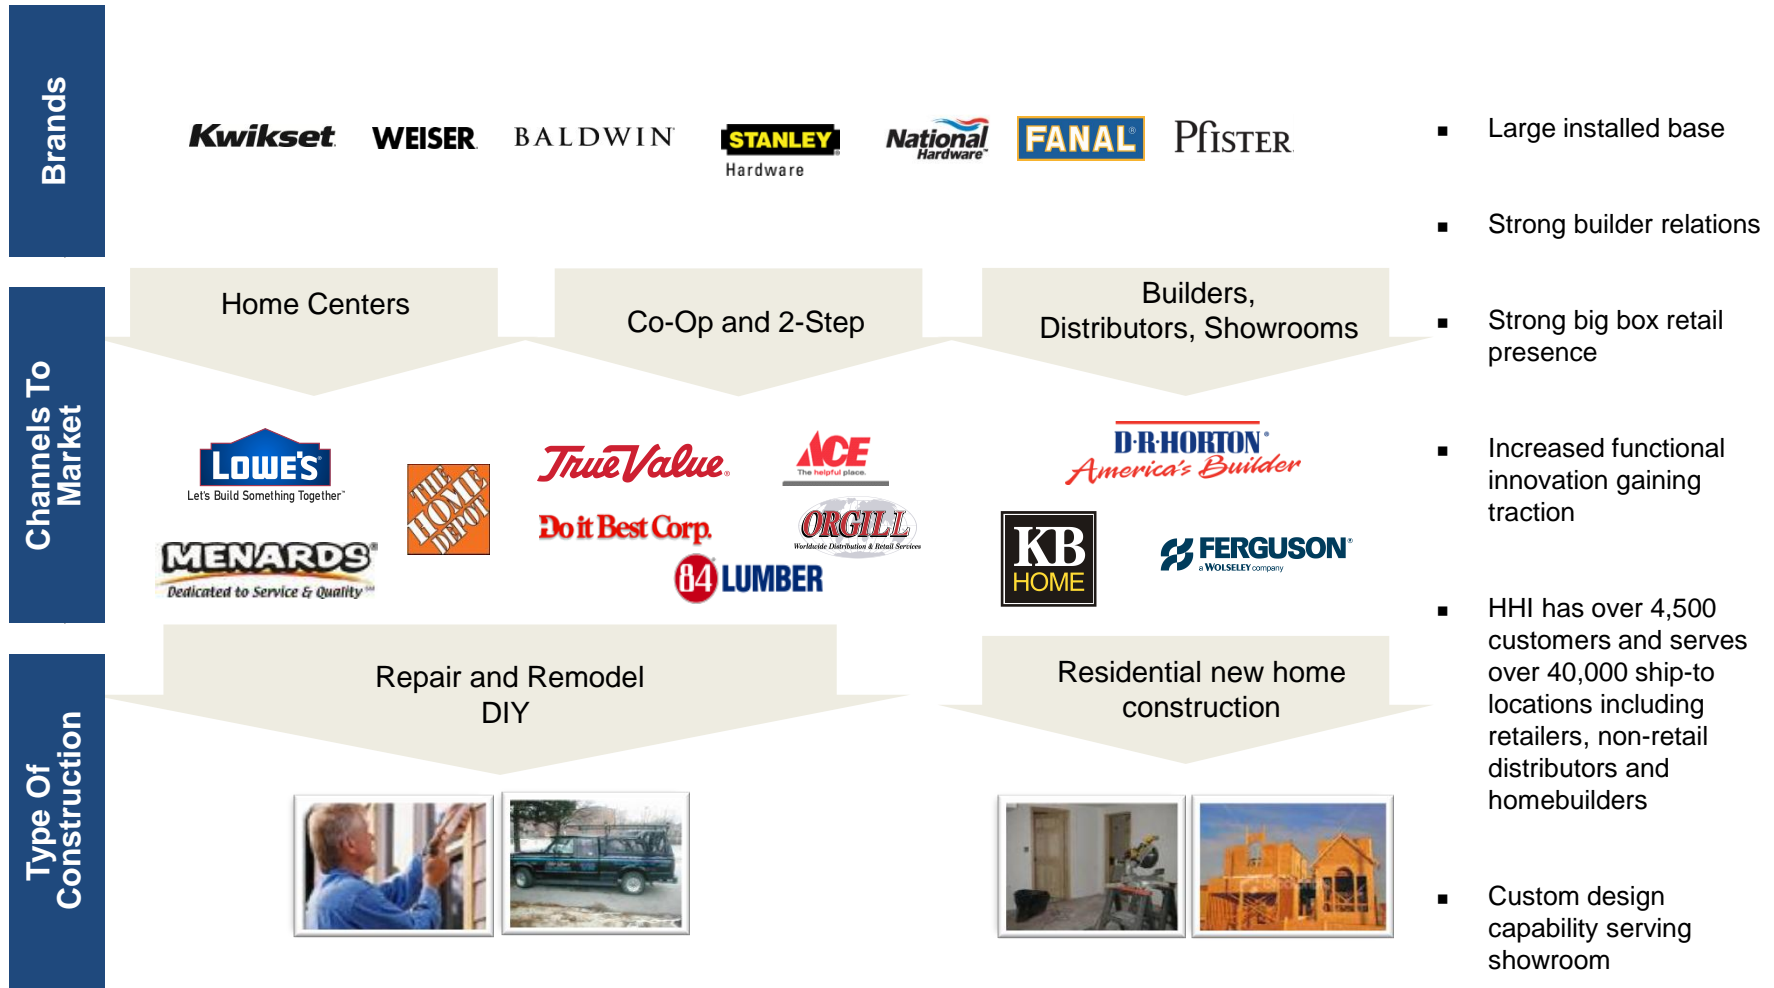 Brands
Kwikset
WEISER
BALDWIN
STANLEY
Hardware
National
Hardware™
FANAL®
Pfister
Channels To
Market
Home Centers
Co-Op and 2-Step
Builders,
Distributors, Showrooms
LOWE'S
Let's Build Something Together™
THE
HOME
DEPOT
MENARDS®
Dedicated to Service & Quality℠
True Value®
ACE
The helpful place.
Do it Best Corp.
ORGILL
Worldwide Distribution & Retail Services
84 LUMBER
D·R·HORTON®
America's Builder
KB
HOME
FERGUSON®
a WOLSELEY company
Type Of
Construction
Repair and Remodel
DIY
Residential new home
construction
▪ Large installed base
▪ Strong builder relations
▪ Strong big box retail
presence
▪ Increased functional
innovation gaining
traction
▪ HHI has over 4,500
customers and serves
over 40,000 ship-to
locations including
retailers, non-retail
distributors and
homebuilders
▪ Custom design
capability serving
showroom